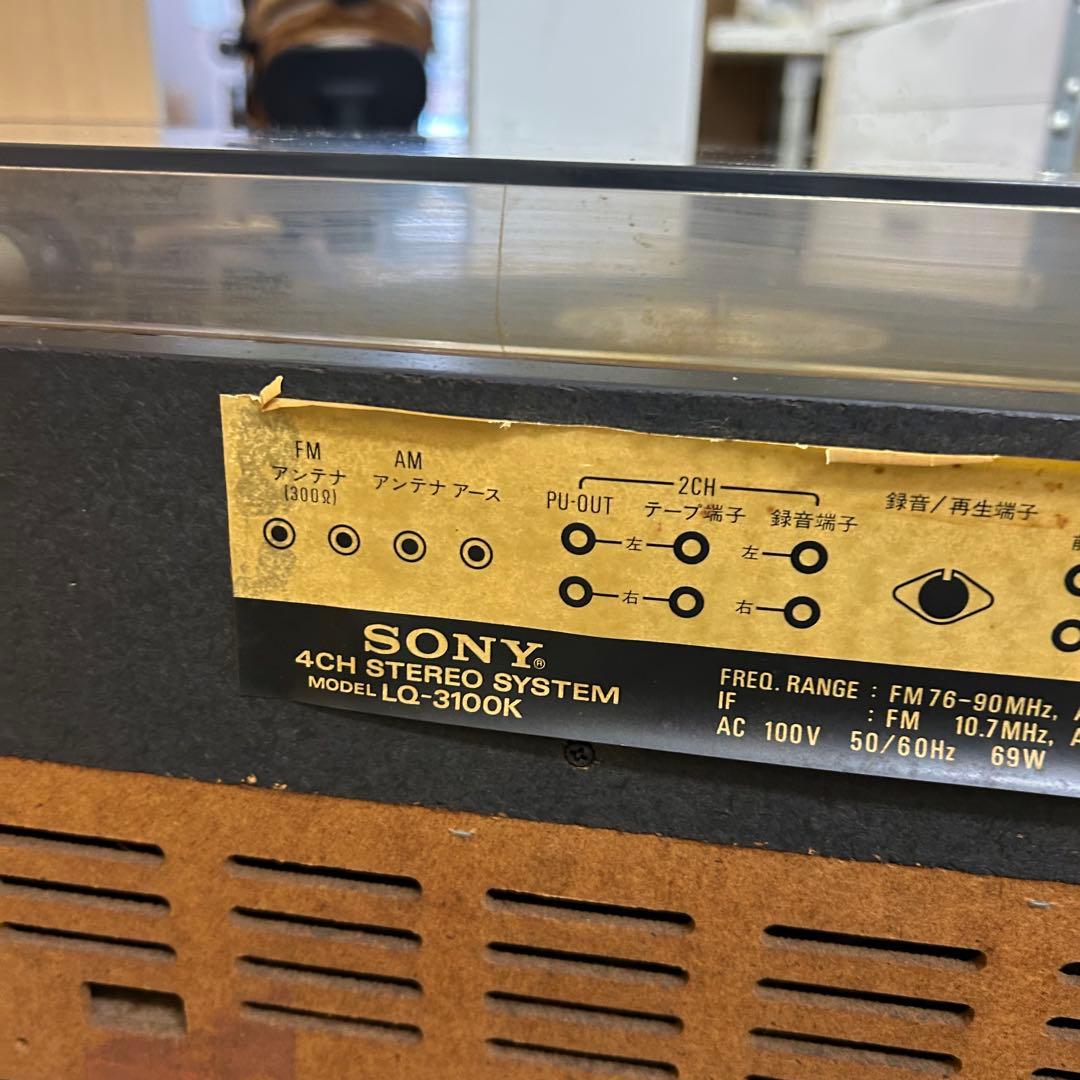 FM
アンテナ
(300Ω)
AM
アンテナ アース
2CH
PU-OUT テープ端子 録音端子
録音/再生端子
左 左
右 右
SONY®
4CH STEREO SYSTEM
MODEL LQ-3100K
FREQ. RANGE : FM 76-90MHz,
IF : FM 10.7MHz,
AC 100V 50/60Hz 69W